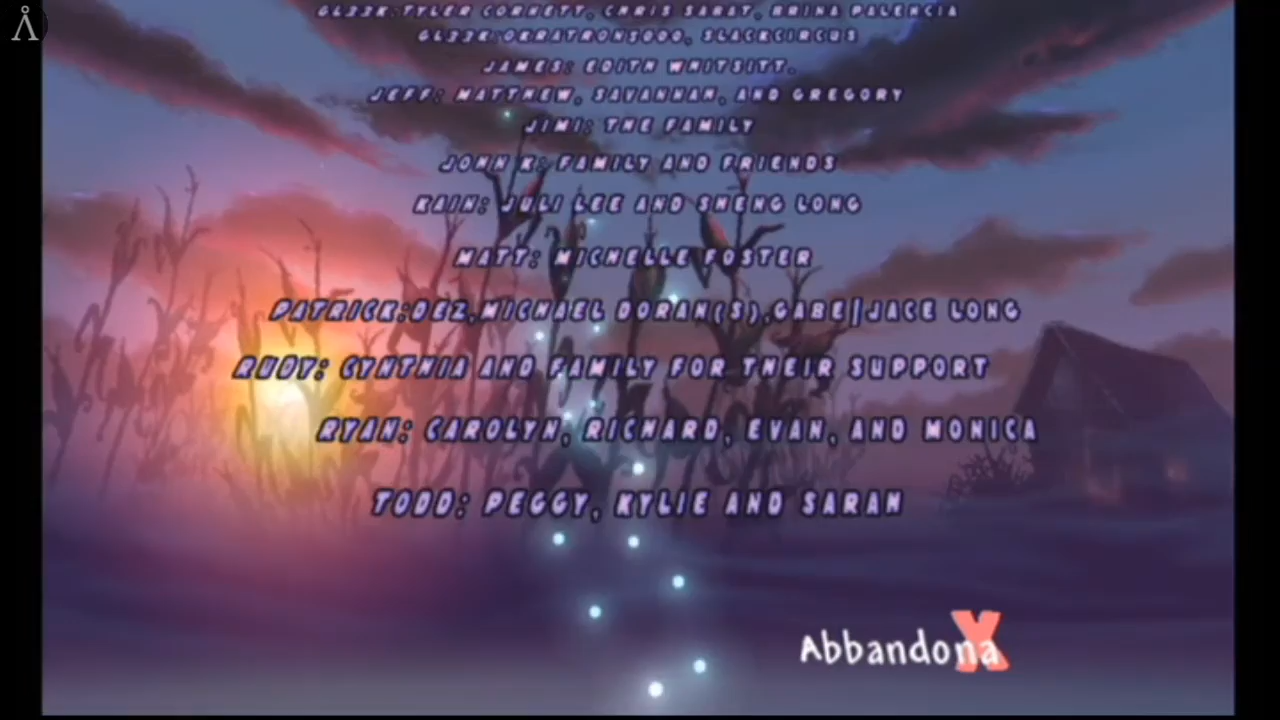 Å
GL33K:TYLER CORNETT, CHRIS SABAT, BRINA PALENCIA
GL33K:OKRATRON5000, SLACKCIRCUS
JAMES: EDITH WHITSITT.
JEFF: MATTHEW, SAVANNAH, AND GREGORY
JIMI: THE FAMILY
JOHN K: FAMILY AND FRIENDS
KAIN: JULI LEE AND SHENG LONG
MATT: MICHELLE FOSTER
PATRICK:DEZ,MICHAEL DORAN(S),GABE|JACE LONG
RUDY: CYNTHIA AND FAMILY FOR THEIR SUPPORT
RYAN: CAROLYN, RICHARD, EVAN, AND MONICA
TODD: PEGGY, KYLIE AND SARAH
Abbandona X